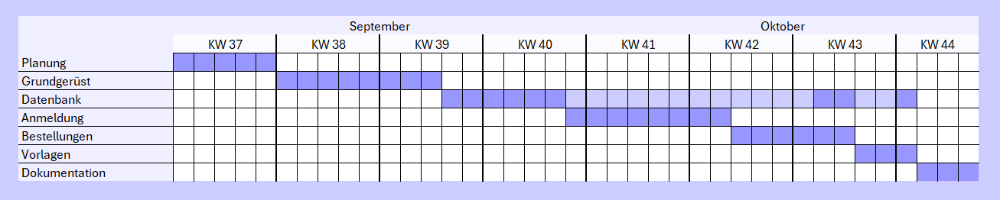 September Oktober
KW 37 KW 38 KW 39 KW 40 KW 41 KW 42 KW 43 KW 44
Planung
Grundgerüst
Datenbank
Anmeldung
Bestellungen
Vorlagen
Dokumentation